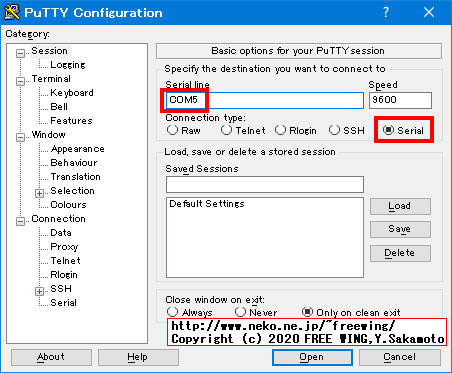 PuTTY Configuration
Category:
Session
Logging
Terminal
Keyboard
Bell
Features
Window
Appearance
Behaviour
Translation
Selection
Colours
Connection
Data
Proxy
Telnet
Rlogin
SSH
Serial
Basic options for your PuTTY session
Specify the destination you want to connect to
Serial line
Speed
COM5
9600
Connection type:
Raw
Telnet
Rlogin
SSH
Serial
Load, save or delete a stored session
Saved Sessions
Default Settings
Load
Save
Delete
Close window on exit:
Always
Never
Only on clean exit
http://www.neko.ne.jp/~freewing/
Copyright (c) 2020 FREE WING,Y.Sakamoto
About
Help
Open
Cancel